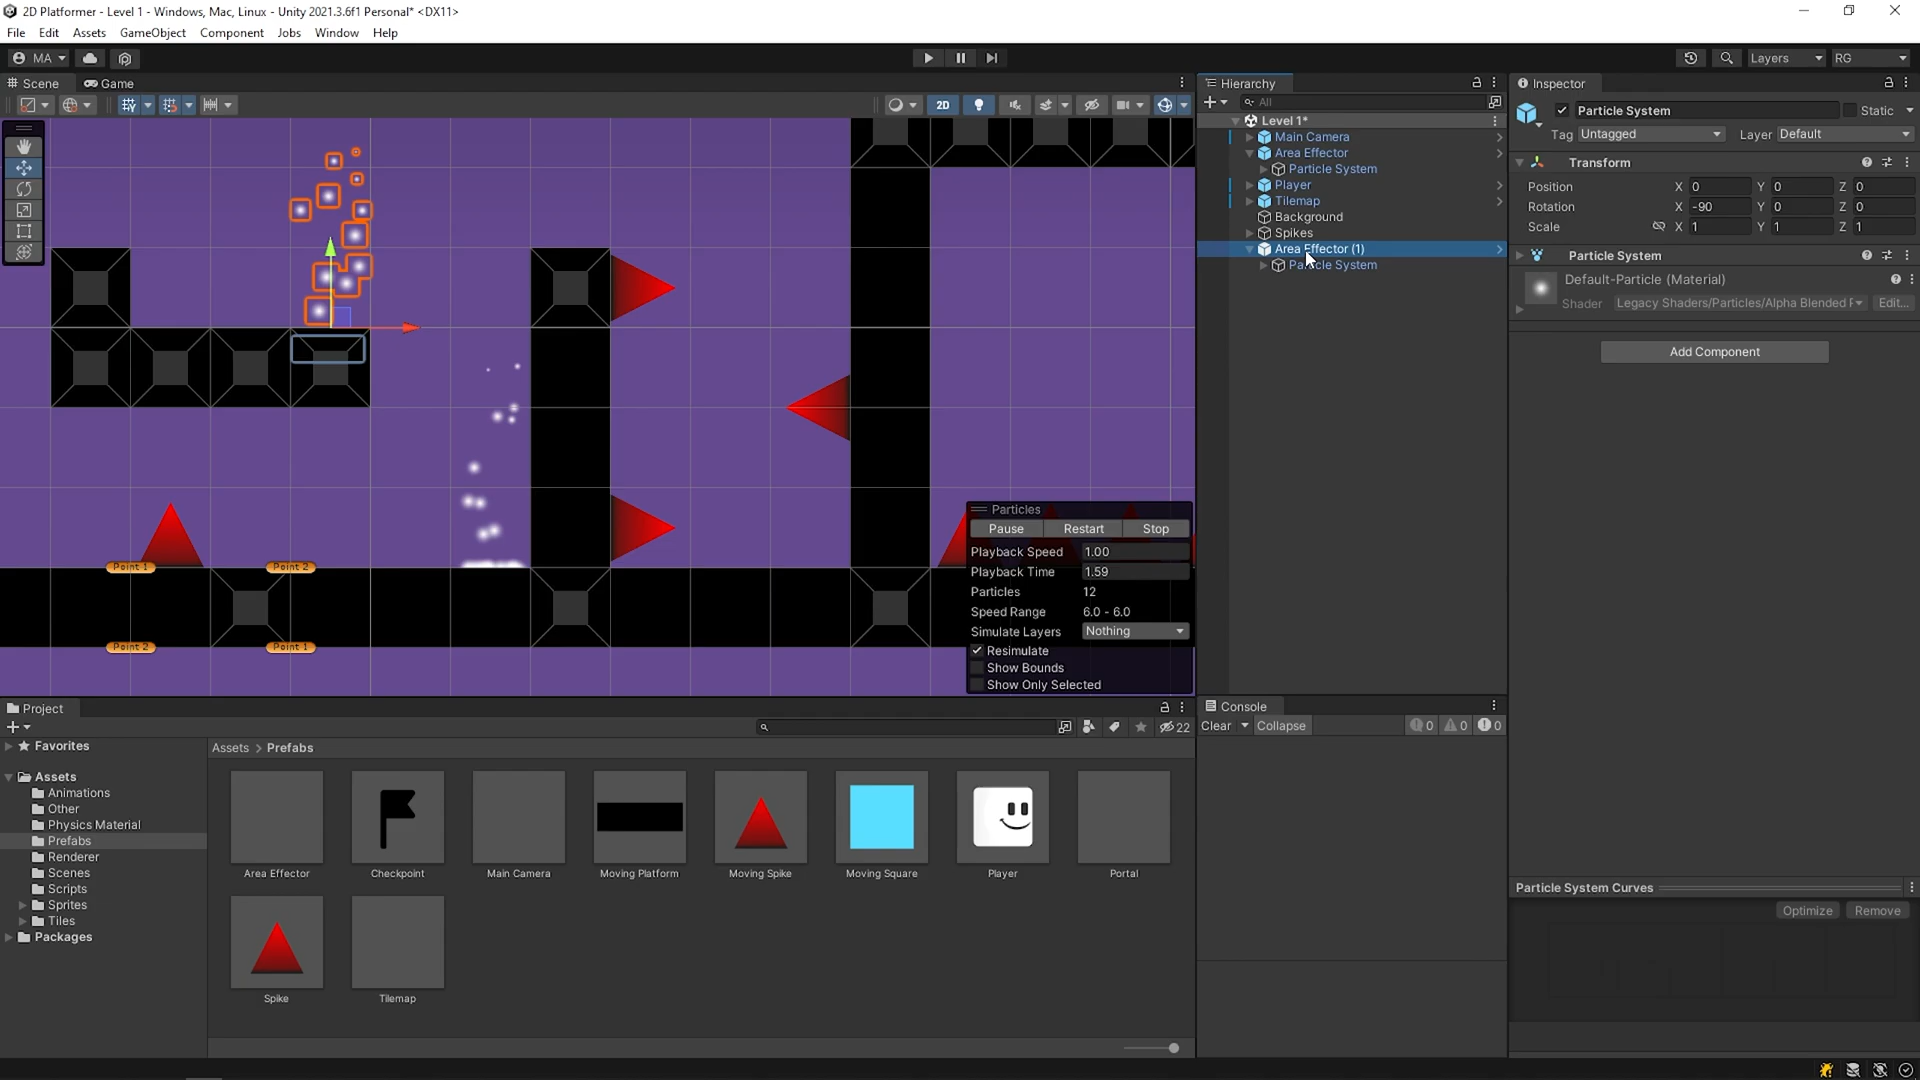 2D Platformer - Level 1 - Windows, Mac, Linux - Unity 2021.3.6f1 Personal* <DX11>
File Edit Assets GameObject Component Jobs Window Help
MA
Layers RG
Scene Game
2D
Point 1 Point 2
Point 2 Point 1
Particles
Pause Restart Stop
Playback Speed 1.00
Playback Time 1.59
Particles 12
Speed Range 6.0 - 6.0
Simulate Layers Nothing
Resimulate
Show Bounds
Show Only Selected
Hierarchy
All
Level 1*
Main Camera
Area Effector
Particle System
Player
Tilemap
Background
Spikes
Area Effector (1)
Particle System
Inspector
Particle System Static
Tag Untagged Layer Default
Transform
Position X 0 Y 0 Z 0
Rotation X -90 Y 0 Z 0
Scale X 1 Y 1 Z 1
Particle System
Default-Particle (Material)
Shader Legacy Shaders/Particles/Alpha Blended Edit...
Add Component
Particle System Curves
Optimize Remove
Project
22
Favorites
Assets
Animations
Other
Physics Material
Prefabs
Renderer
Scenes
Scripts
Sprites
Tiles
Packages
Assets > Prefabs
Area Effector Checkpoint Main Camera Moving Platform Moving Spike Moving Square Player Portal
Spike Tilemap
Console
Clear Collapse 0 0 0